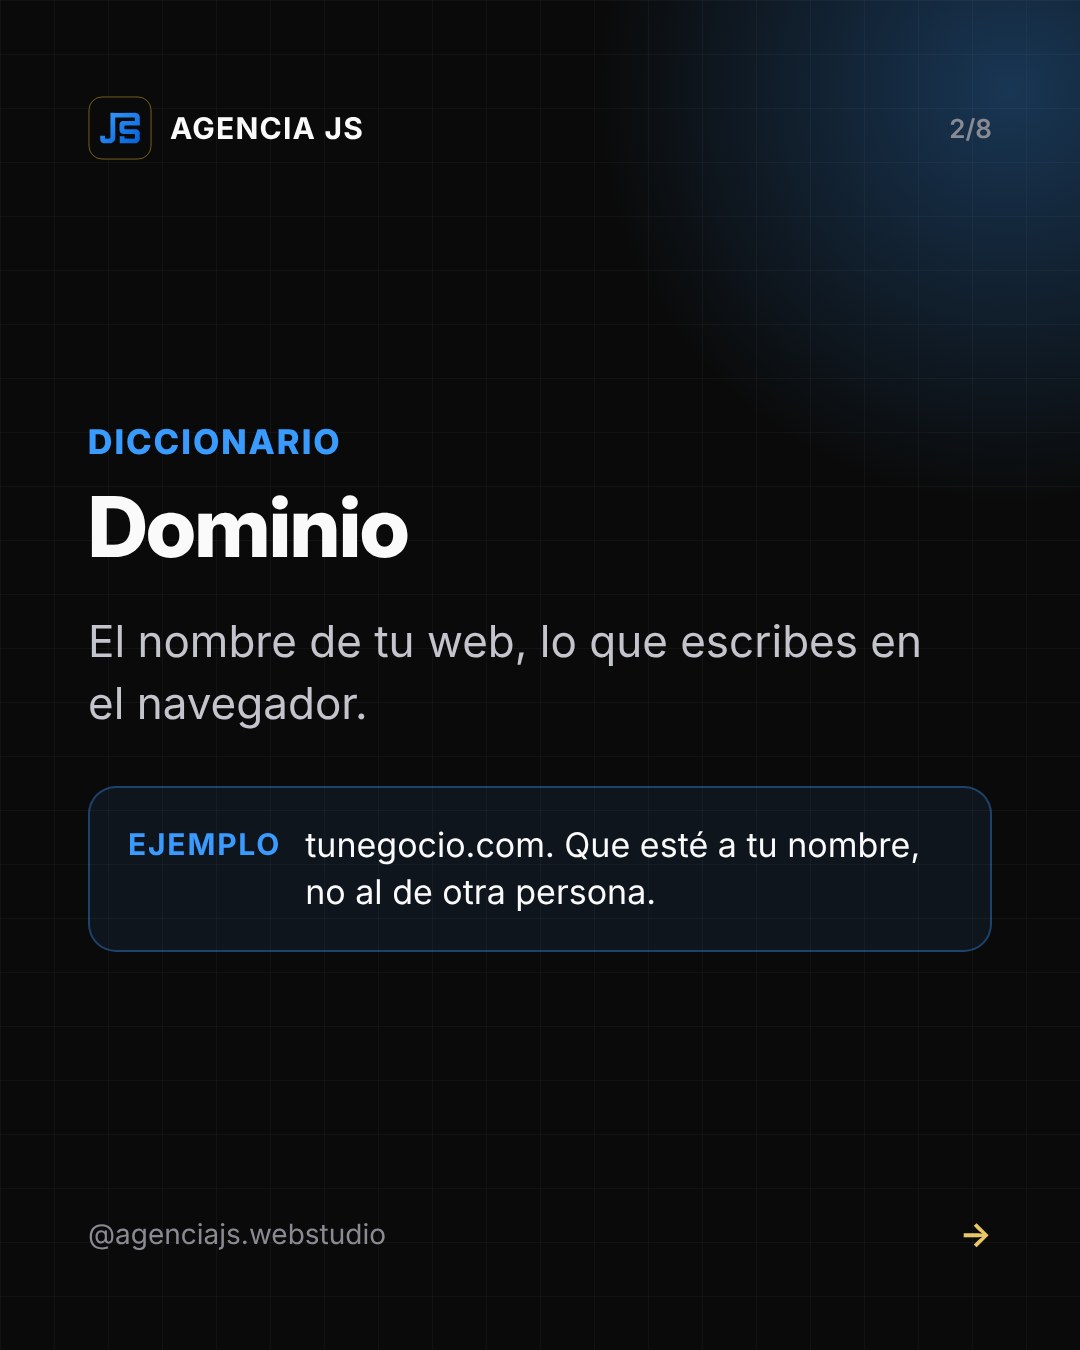 JS AGENCIA JS
2/8
DICCIONARIO
Dominio
El nombre de tu web, lo que escribes en
el navegador.
EJEMPLO tunegocio.com. Que esté a tu nombre,
no al de otra persona.
@agenciajs.webstudio →